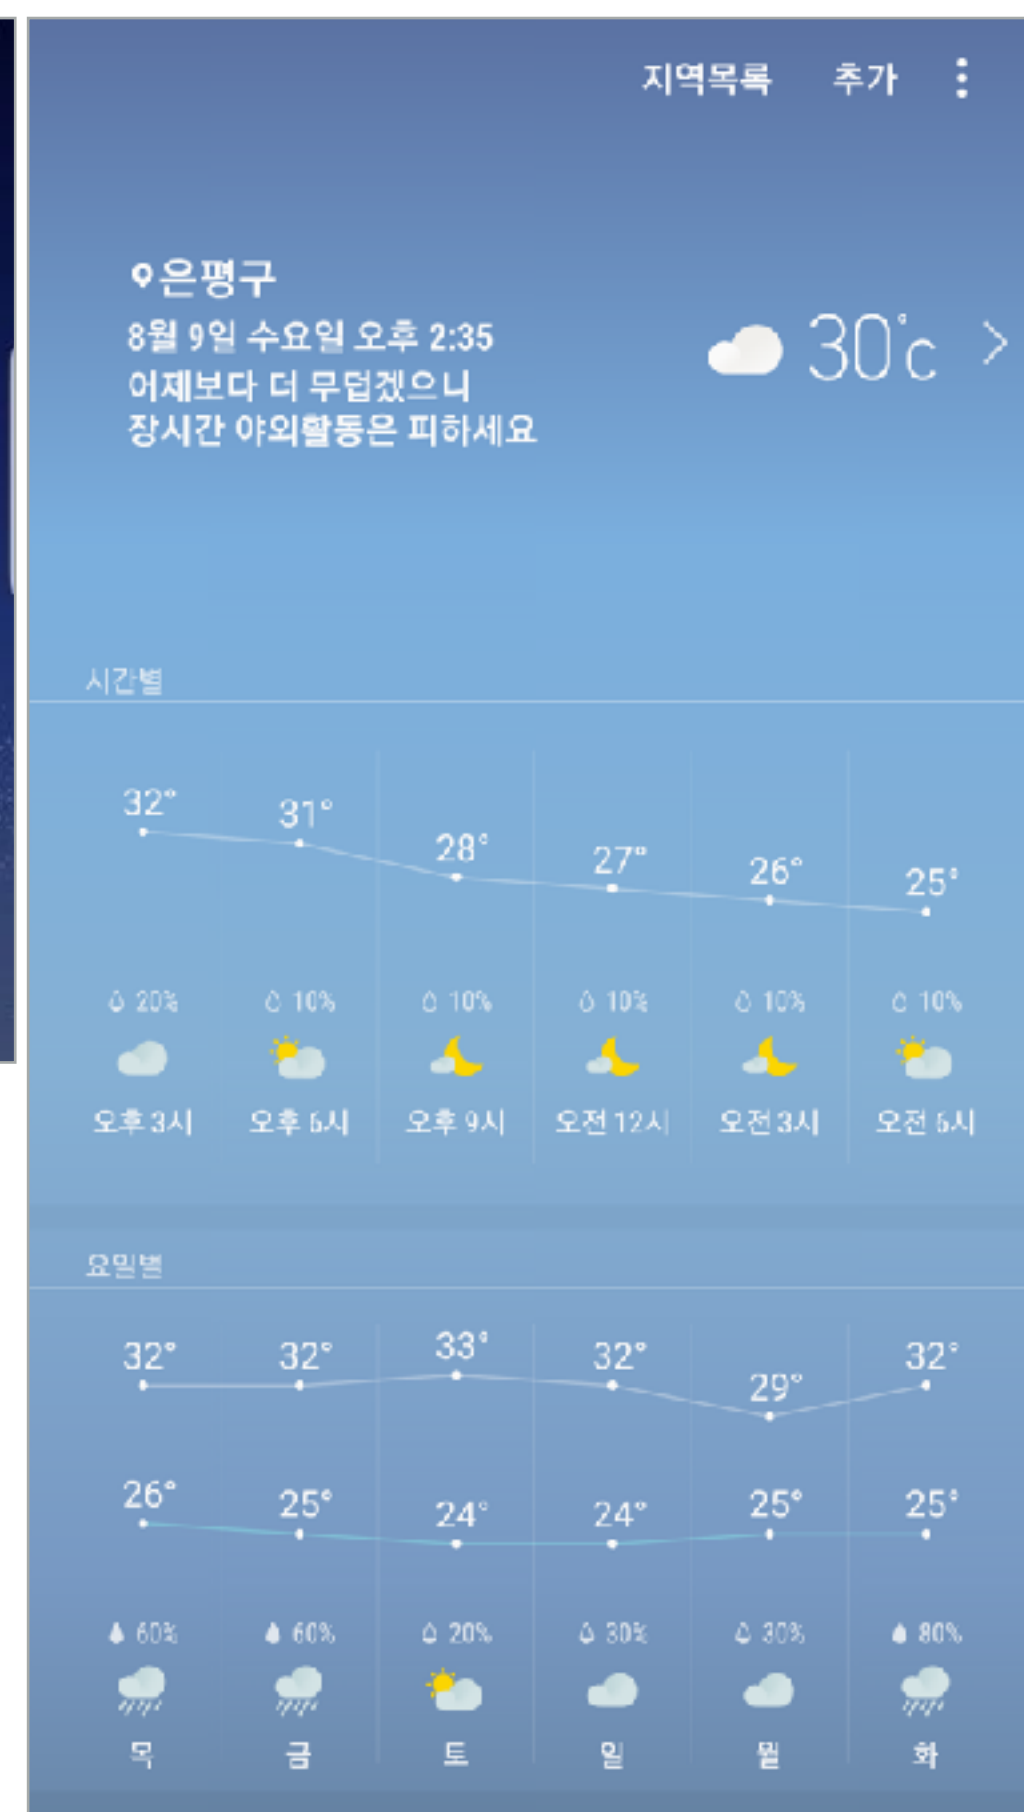 지역목록 추가
은평구
8월 9일 수요일 오후 2:35
어제보다 더 무덥겠으니
장시간 야외활동은 피하세요
30°c
시간별
32° 31° 28° 27° 26° 25°
20% 10% 10% 10% 10% 10%
오후 3시 오후 6시 오후 9시 오전 12시 오전 3시 오전 6시
요일별
32° 32° 33° 32° 29° 32°
26° 25° 24° 24° 25° 25°
60% 60% 20% 30% 30% 80%
목 금 토 일 월 화